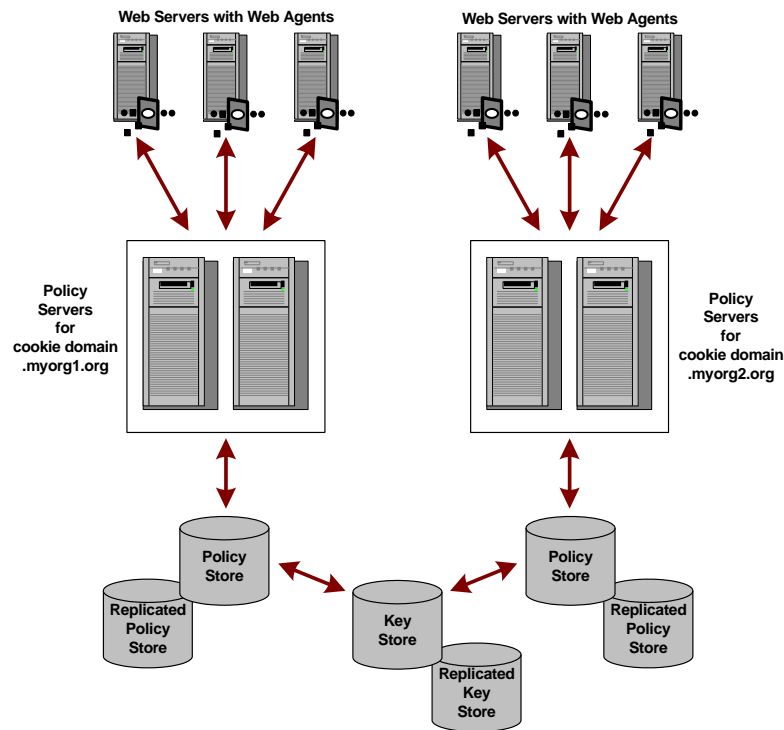 Web Servers with Web Agents
Web Servers with Web Agents
Policy
Servers
for
cookie domain
.myorg1.org
Policy
Servers
for
cookie domain
.myorg2.org
Policy
Store
Replicated
Policy
Store
Key
Store
Replicated
Key
Store
Policy
Store
Replicated
Policy
Store